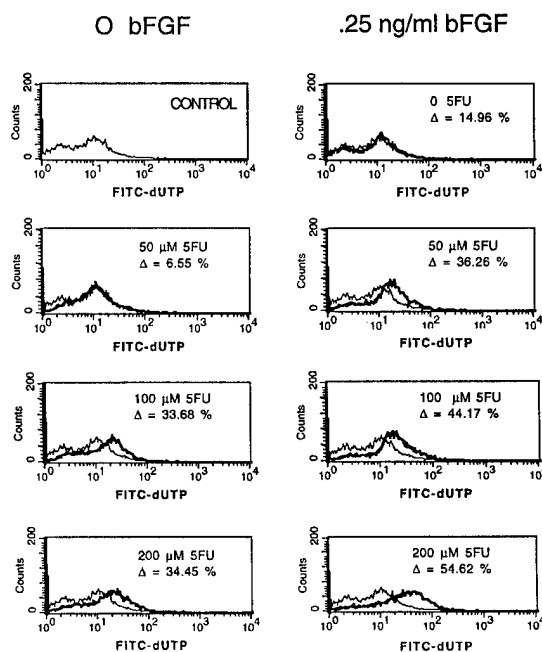 O bFGF
.25 ng/ml bFGF
200
Counts
0
CONTROL
10^0 10^1 10^2 10^3 10^4
FITC-dUTP
200
Counts
0
0 5FU
Δ = 14.96 %
10^0 10^1 10^2 10^3 10^4
FITC-dUTP
200
Counts
0
50 μM 5FU
Δ = 6.55 %
10^0 10^1 10^2 10^3 10^4
FITC-dUTP
200
Counts
0
50 μM 5FU
Δ = 36.26 %
10^0 10^1 10^2 10^3 10^4
FITC-dUTP
200
Counts
0
100 μM 5FU
Δ = 33.68 %
10^0 10^1 10^2 10^3 10^4
FITC-dUTP
200
Counts
0
100 μM 5FU
Δ = 44.17 %
10^0 10^1 10^2 10^3 10^4
FITC-dUTP
200
Counts
0
200 μM 5FU
Δ = 34.45 %
10^0 10^1 10^2 10^3 10^4
FITC-dUTP
200
Counts
0
200 μM 5FU
Δ = 54.62 %
10^0 10^1 10^2 10^3 10^4
FITC-dUTP